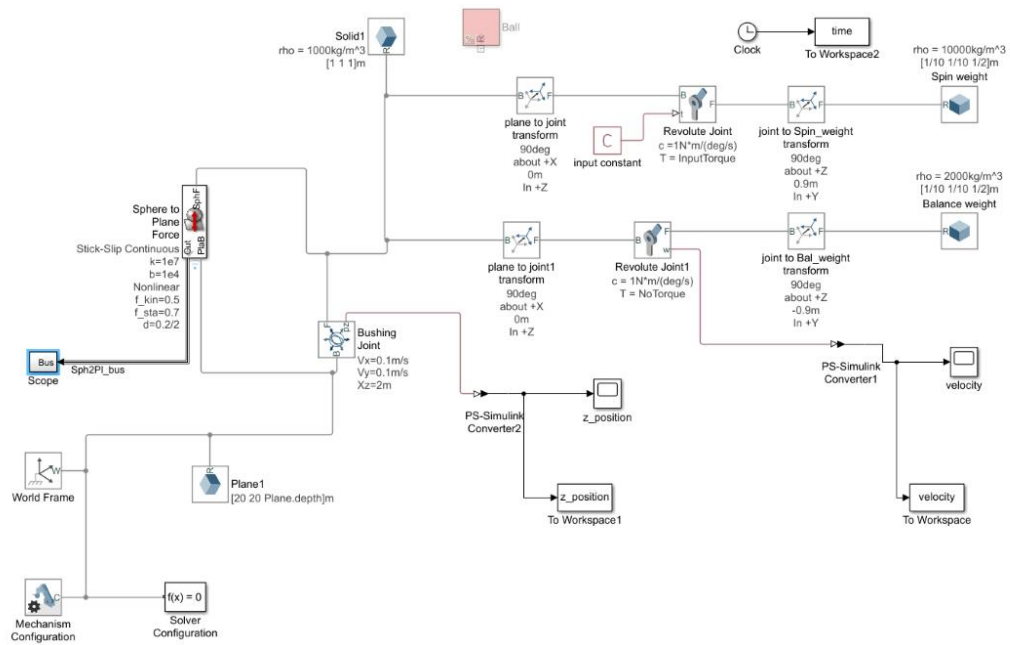 Solid1
rho = 1000kg/m^3
[1 1 1]m
R
Ball
R
Clock
time
To Workspace2
rho = 10000kg/m^3
[1/10 1/10 1/2]m
Spin weight
R
B
F
plane to joint
transform
90deg
about +X
0m
In +Z
C
input constant
B
F
t
Revolute Joint
c =1N*m/(deg/s)
T = InputTorque
B
F
joint to Spin_weight
transform
90deg
about +Z
0.9m
In +Y
rho = 2000kg/m^3
[1/10 1/10 1/2]m
Balance weight
R
SphF
Out
PlaB
Sphere to
Plane
Force
Stick-Slip Continuous
k=1e7
b=1e4
Nonlinear
f_kin=0.5
f_sta=0.7
d=0.2/2
B
F
plane to joint1
transform
90deg
about +X
0m
In +Z
B
F
w
Revolute Joint1
c = 1N*m/(deg/s)
T = NoTorque
B
F
joint to Bal_weight
transform
90deg
about +Z
-0.9m
In +Y
F
pz
B
Bushing
Joint
Vx=0.1m/s
Vy=0.1m/s
Xz=2m
Bus
Scope
Sph2Pl_bus
PS-Simulink
Converter2
z_position
PS-Simulink
Converter1
velocity
W
World Frame
R
Plane1
[20 20 Plane.depth]m
z_position
To Workspace1
velocity
To Workspace
C
Mechanism
Configuration
f(x) = 0
Solver
Configuration